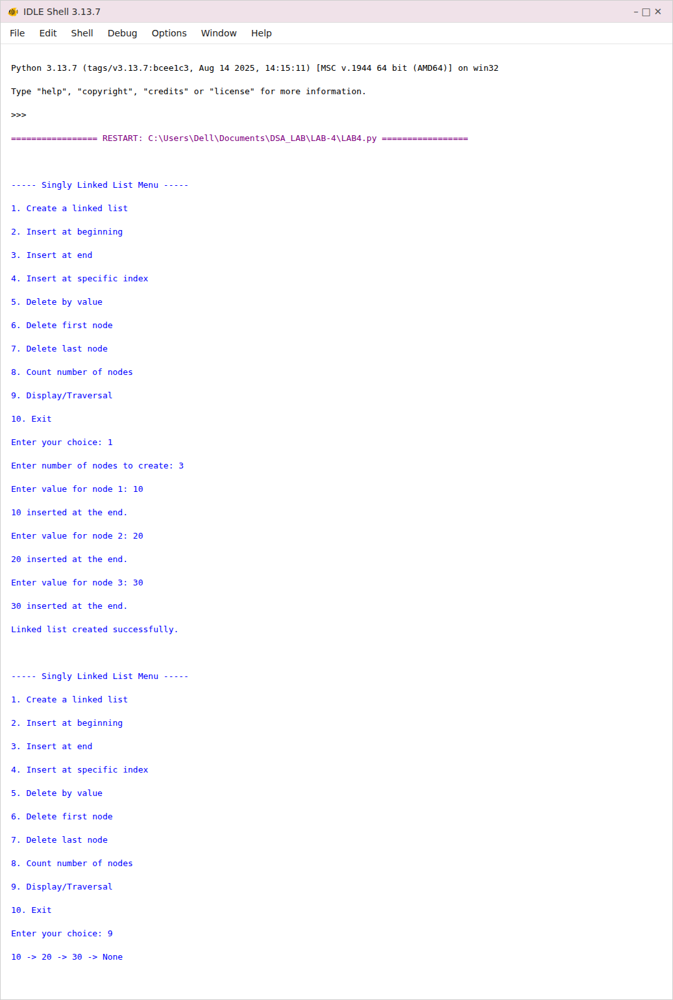 IDLE Shell 3.13.7
File Edit Shell Debug Options Window Help
Python 3.13.7 (tags/v3.13.7:bcee1c3, Aug 14 2025, 14:15:11) [MSC v.1944 64 bit (AMD64)] on win32
Type "help", "copyright", "credits" or "license" for more information.
>>>
================= RESTART: C:\Users\Dell\Documents\DSA_LAB\LAB-4\LAB4.py =================
----- Singly Linked List Menu -----
1. Create a linked list
2. Insert at beginning
3. Insert at end
4. Insert at specific index
5. Delete by value
6. Delete first node
7. Delete last node
8. Count number of nodes
9. Display/Traversal
10. Exit
Enter your choice: 1
Enter number of nodes to create: 3
Enter value for node 1: 10
10 inserted at the end.
Enter value for node 2: 20
20 inserted at the end.
Enter value for node 3: 30
30 inserted at the end.
Linked list created successfully.
----- Singly Linked List Menu -----
1. Create a linked list
2. Insert at beginning
3. Insert at end
4. Insert at specific index
5. Delete by value
6. Delete first node
7. Delete last node
8. Count number of nodes
9. Display/Traversal
10. Exit
Enter your choice: 9
10 -> 20 -> 30 -> None